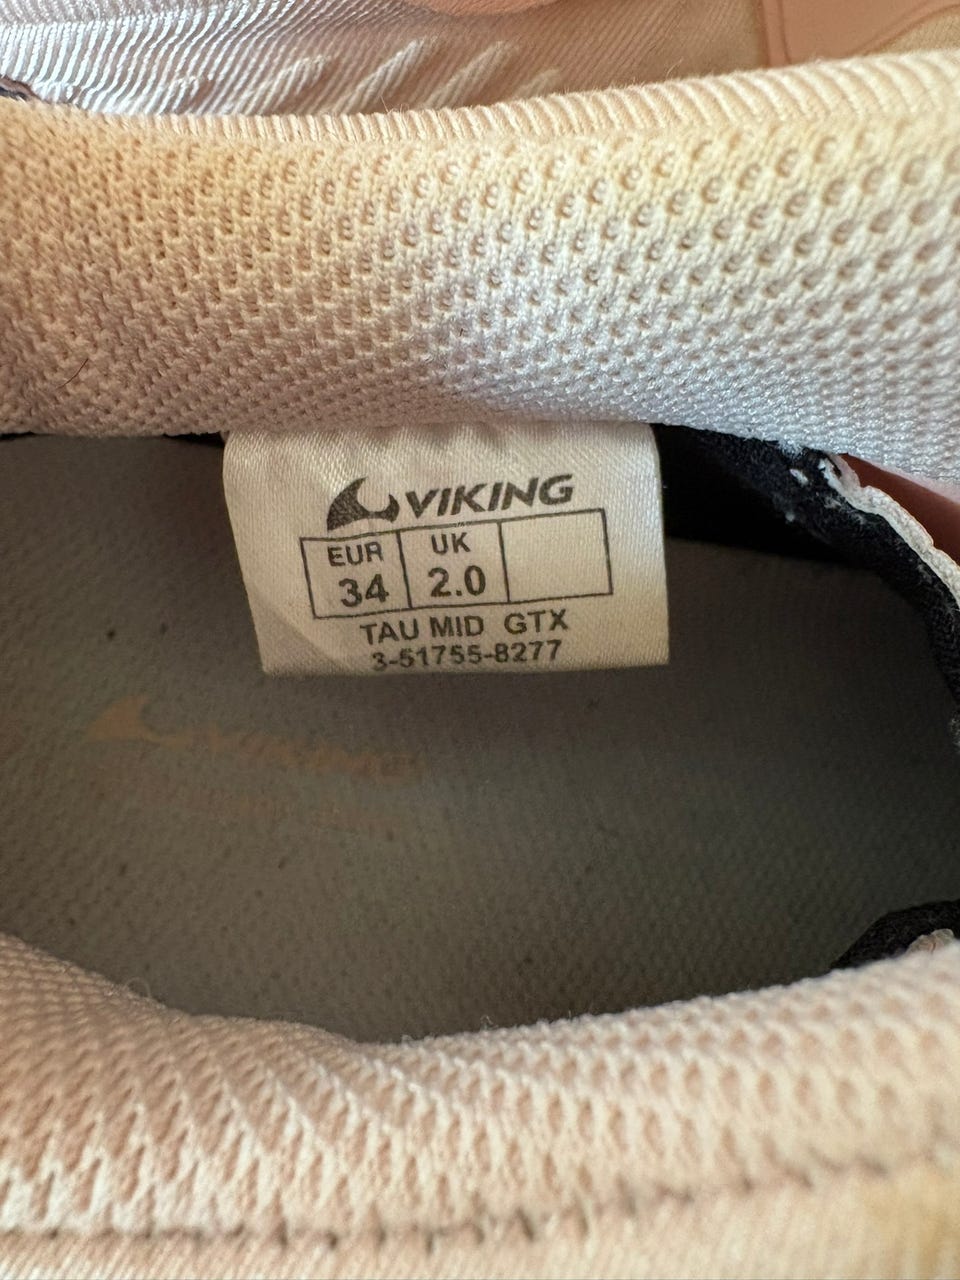 VIKING
EUR UK
34 2.0
TAU MID GTX
3-51755-8277
VIKING